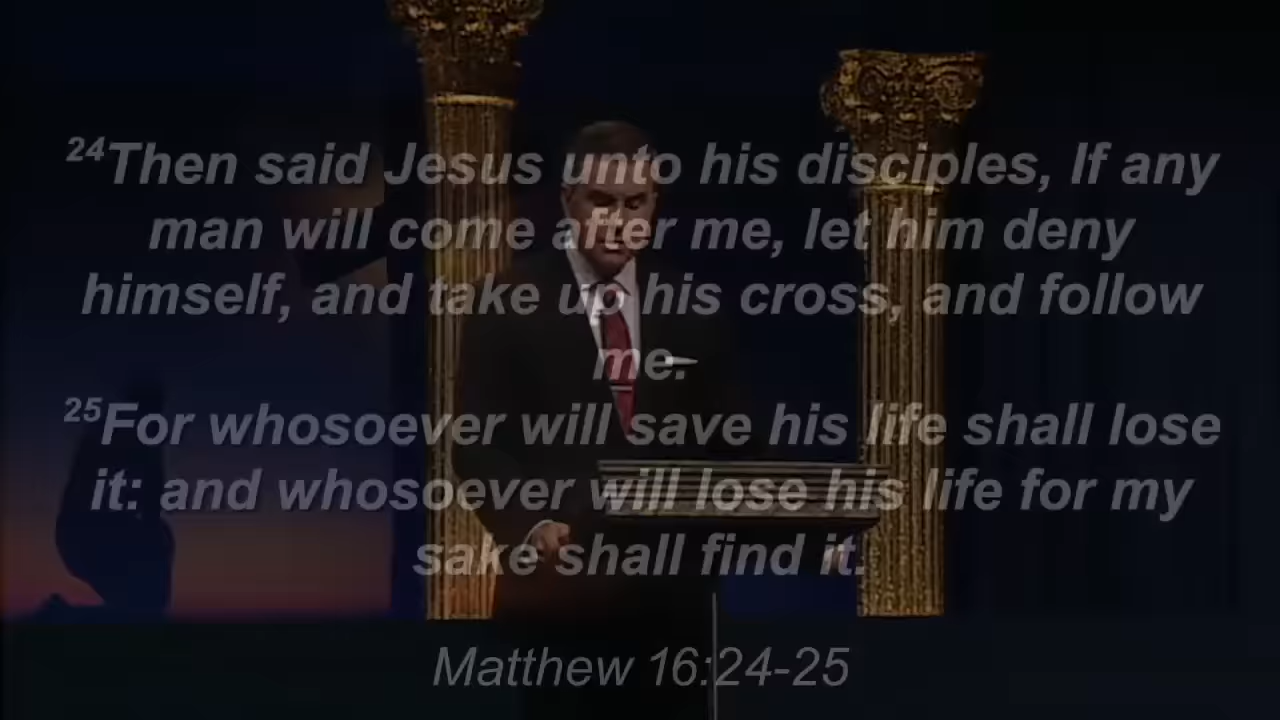 24Then said Jesus unto his disciples, If any
man will come after me, let him deny
himself, and take up his cross, and follow
me.
25For whosoever will save his life shall lose
it: and whosoever will lose his life for my
sake shall find it.
Matthew 16:24-25